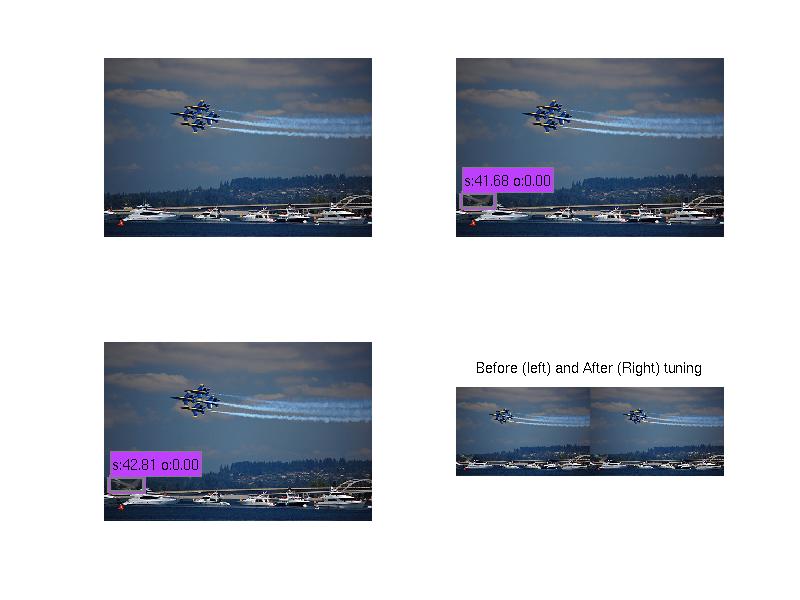 s:41.68 o:0.00
s:42.81 o:0.00
Before (left) and After (Right) tuning